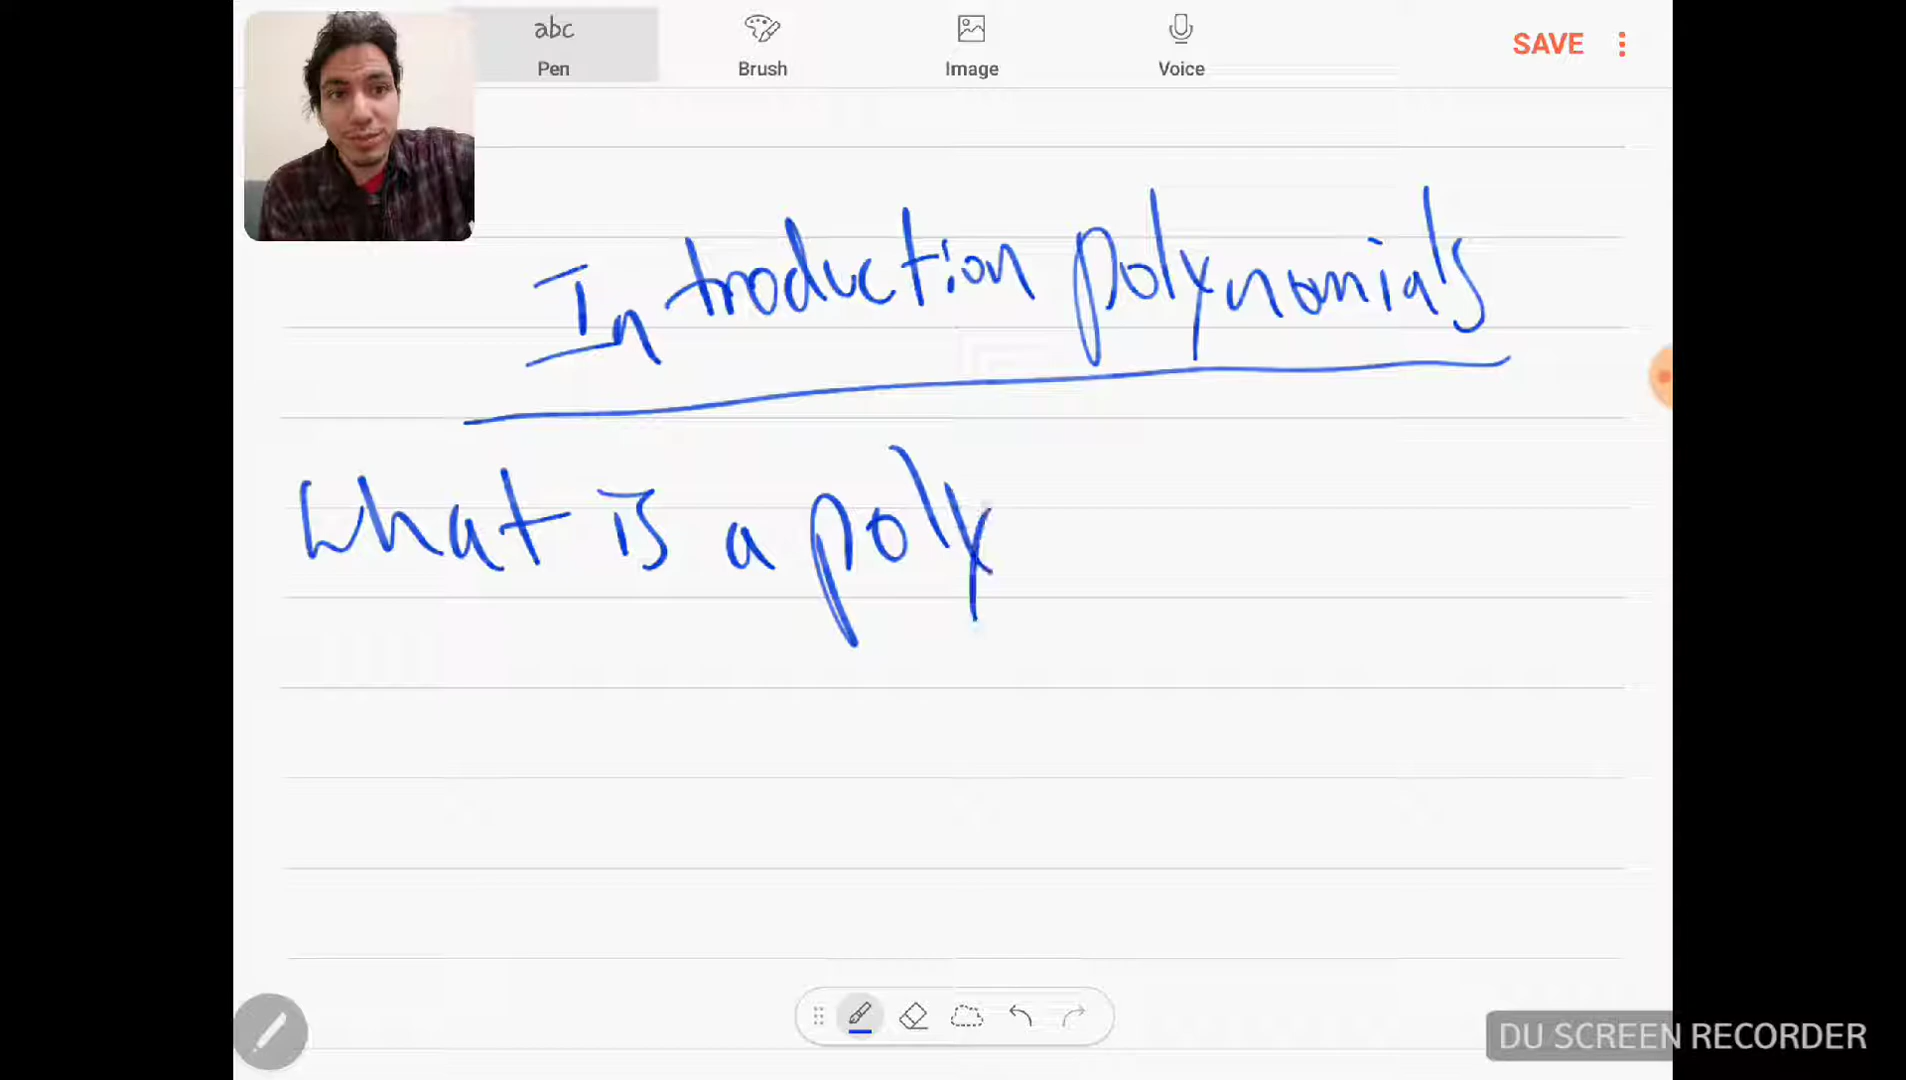 abc
Pen
Brush
Image
Voice
SAVE
Introduction polynomials
What is a poly
DU SCREEN RECORDER